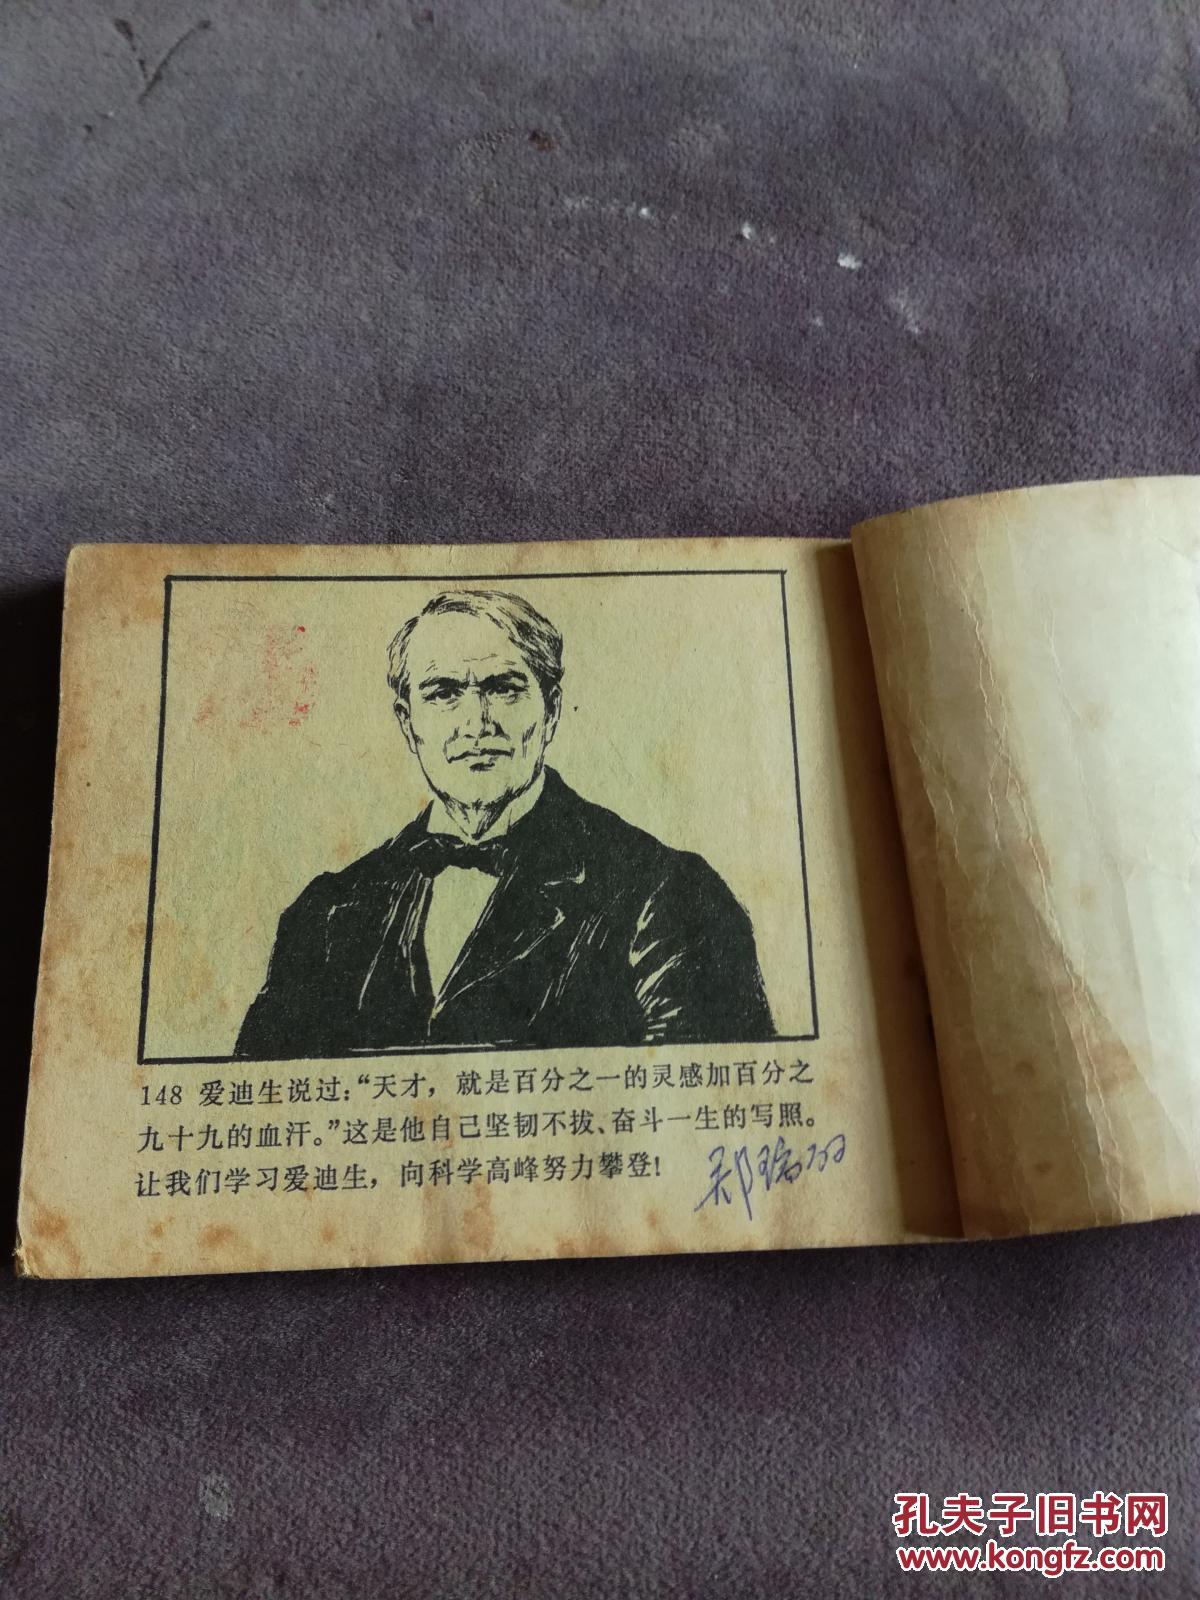 148 爱迪生说过：“天才，就是百分之一的灵感加百分之
九十九的血汗。”这是他自己坚韧不拔、奋斗一生的写照。
让我们学习爱迪生，向科学高峰努力攀登！
孔夫子旧书网
www.kongfz.com